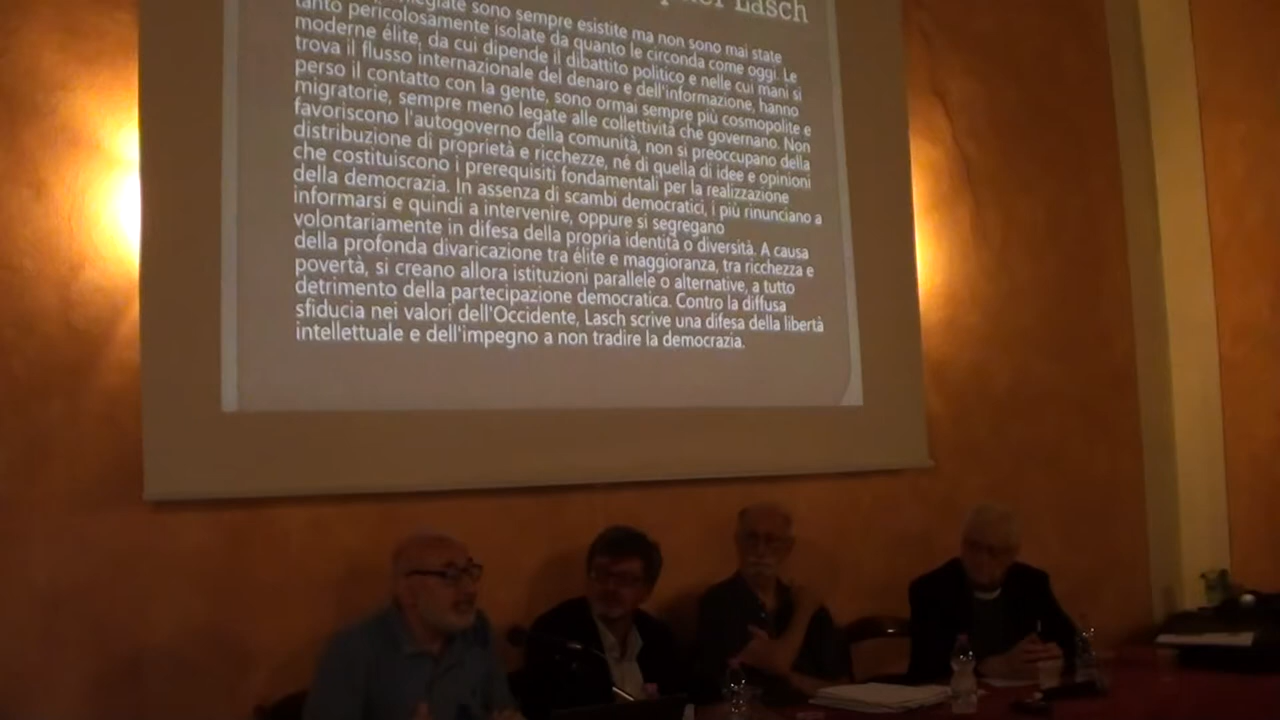 Lasch
sono sempre esistite ma non sono mai state
tanto pericolosamente isolate da quanto le circonda come oggi. Le
moderne élite, da cui dipende il dibattito politico e nelle cui mani si
trova il flusso internazionale del denaro e dell'informazione, hanno
perso il contatto con la gente, sono ormai sempre più cosmopolite e
migratorie, sempre meno legate alle collettività che governano. Non
favoriscono l'autogoverno della comunità, non si preoccupano della
distribuzione di proprietà e ricchezze, né di quella di idee e opinioni
che costituiscono i prerequisiti fondamentali per la realizzazione
della democrazia. In assenza di scambi democratici, i più rinunciano a
informarsi e quindi a intervenire, oppure si segregano
volontariamente in difesa della propria identità o diversità. A causa
della profonda divaricazione tra élite e maggioranza, tra ricchezza e
povertà, si creano allora istituzioni parallele o alternative, a tutto
detrimento della partecipazione democratica. Contro la diffusa
sfiducia nei valori dell'Occidente, Lasch scrive una difesa della libertà
intellettuale e dell'impegno a non tradire la democrazia.